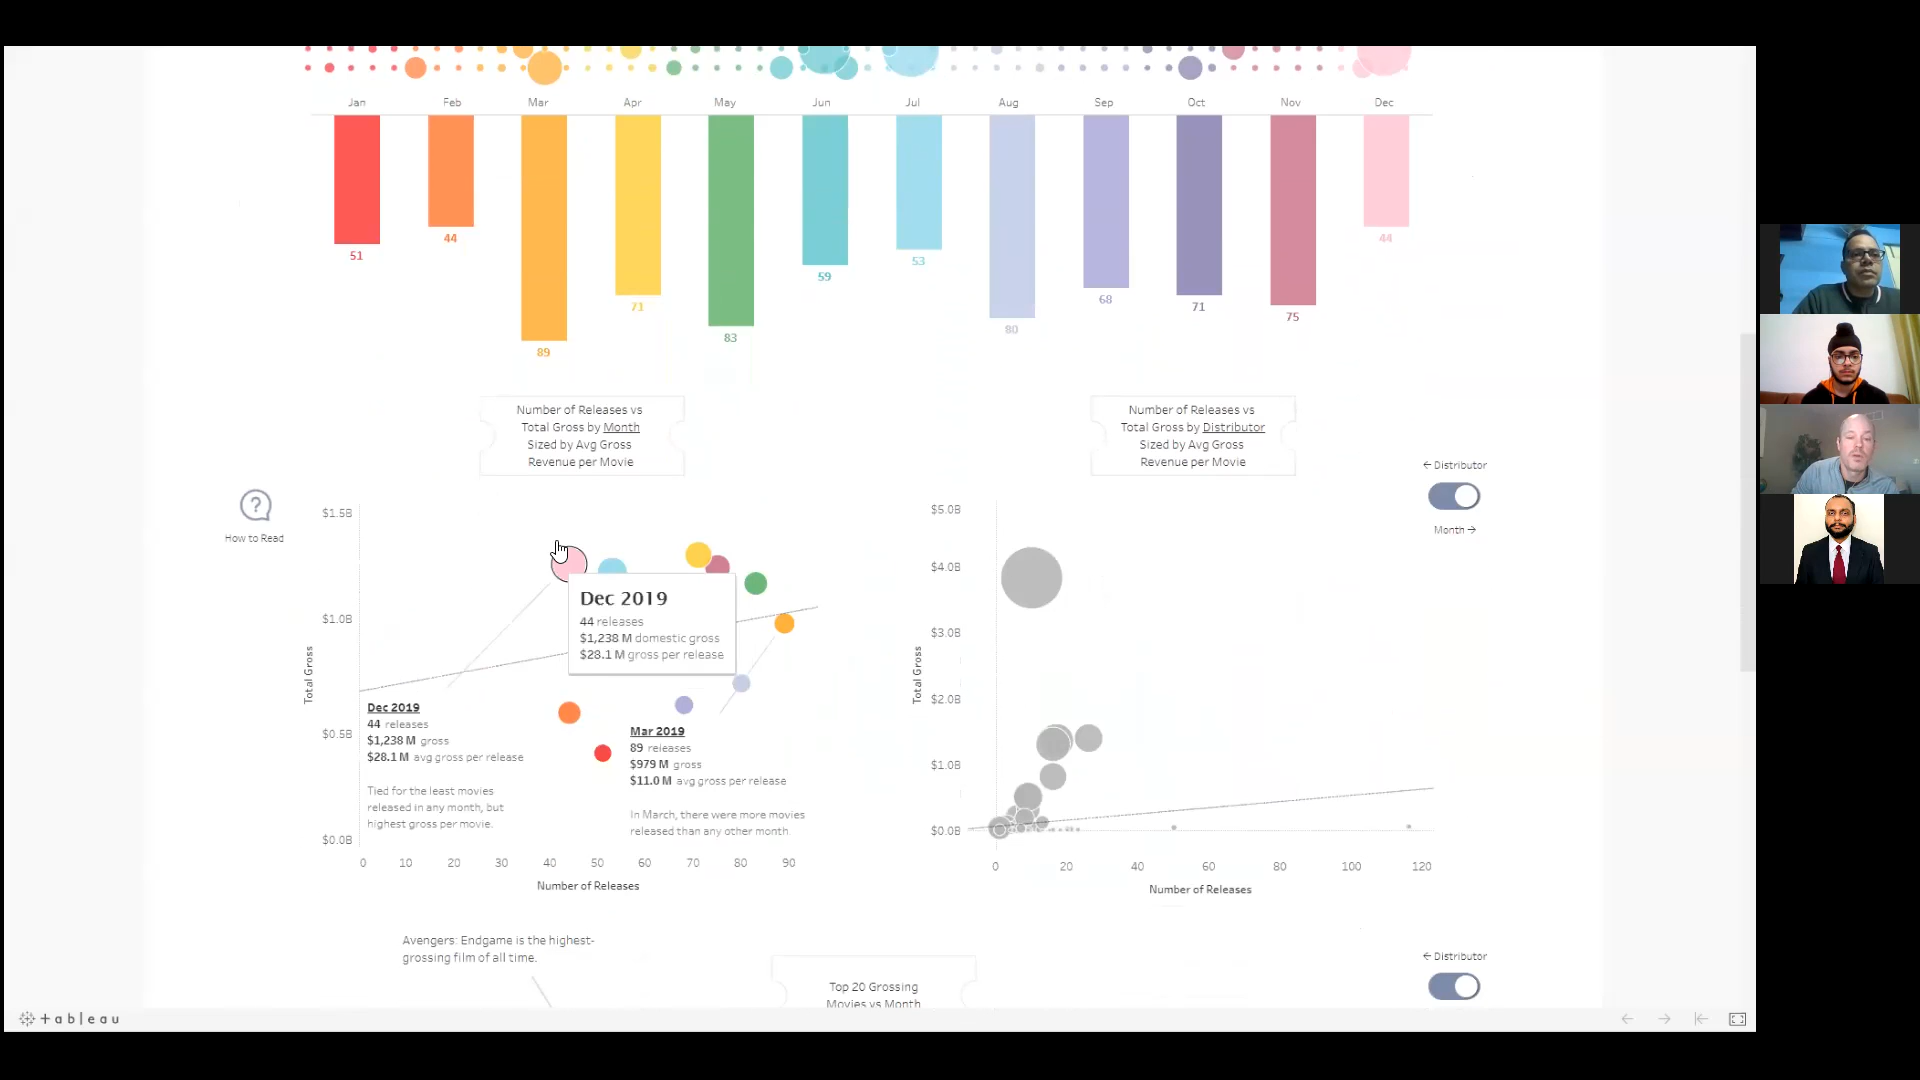 Jan Feb Mar Apr May Jun Jul Aug Sep Oct Nov Dec
51 44 89 71 83 59 53 80 68 71 75 44
Number of Releases vs
Total Gross by Month
Sized by Avg Gross
Revenue per Movie
Number of Releases vs
Total Gross by Distributor
Sized by Avg Gross
Revenue per Movie
← Distributor
Month →
?
How to Read
$1.5B
$1.0B
$0.5B
$0.0B
Total Gross
Dec 2019
44 releases
$1,238 M domestic gross
$28.1 M gross per release
Dec 2019
44 releases
$1,238 M gross
$28.1 M avg gross per release
Tied for the least movies
released in any month, but
highest gross per movie.
Mar 2019
89 releases
$979 M gross
$11.0 M avg gross per release
In March, there were more movies
released than any other month.
0 10 20 30 40 50 60 70 80 90
Number of Releases
$5.0B
$4.0B
$3.0B
$2.0B
$1.0B
$0.0B
Total Gross
0 20 40 60 80 100 120
Number of Releases
Avengers: Endgame is the highest-
grossing film of all time.
Top 20 Grossing
Movies vs Month
← Distributor
+ableau